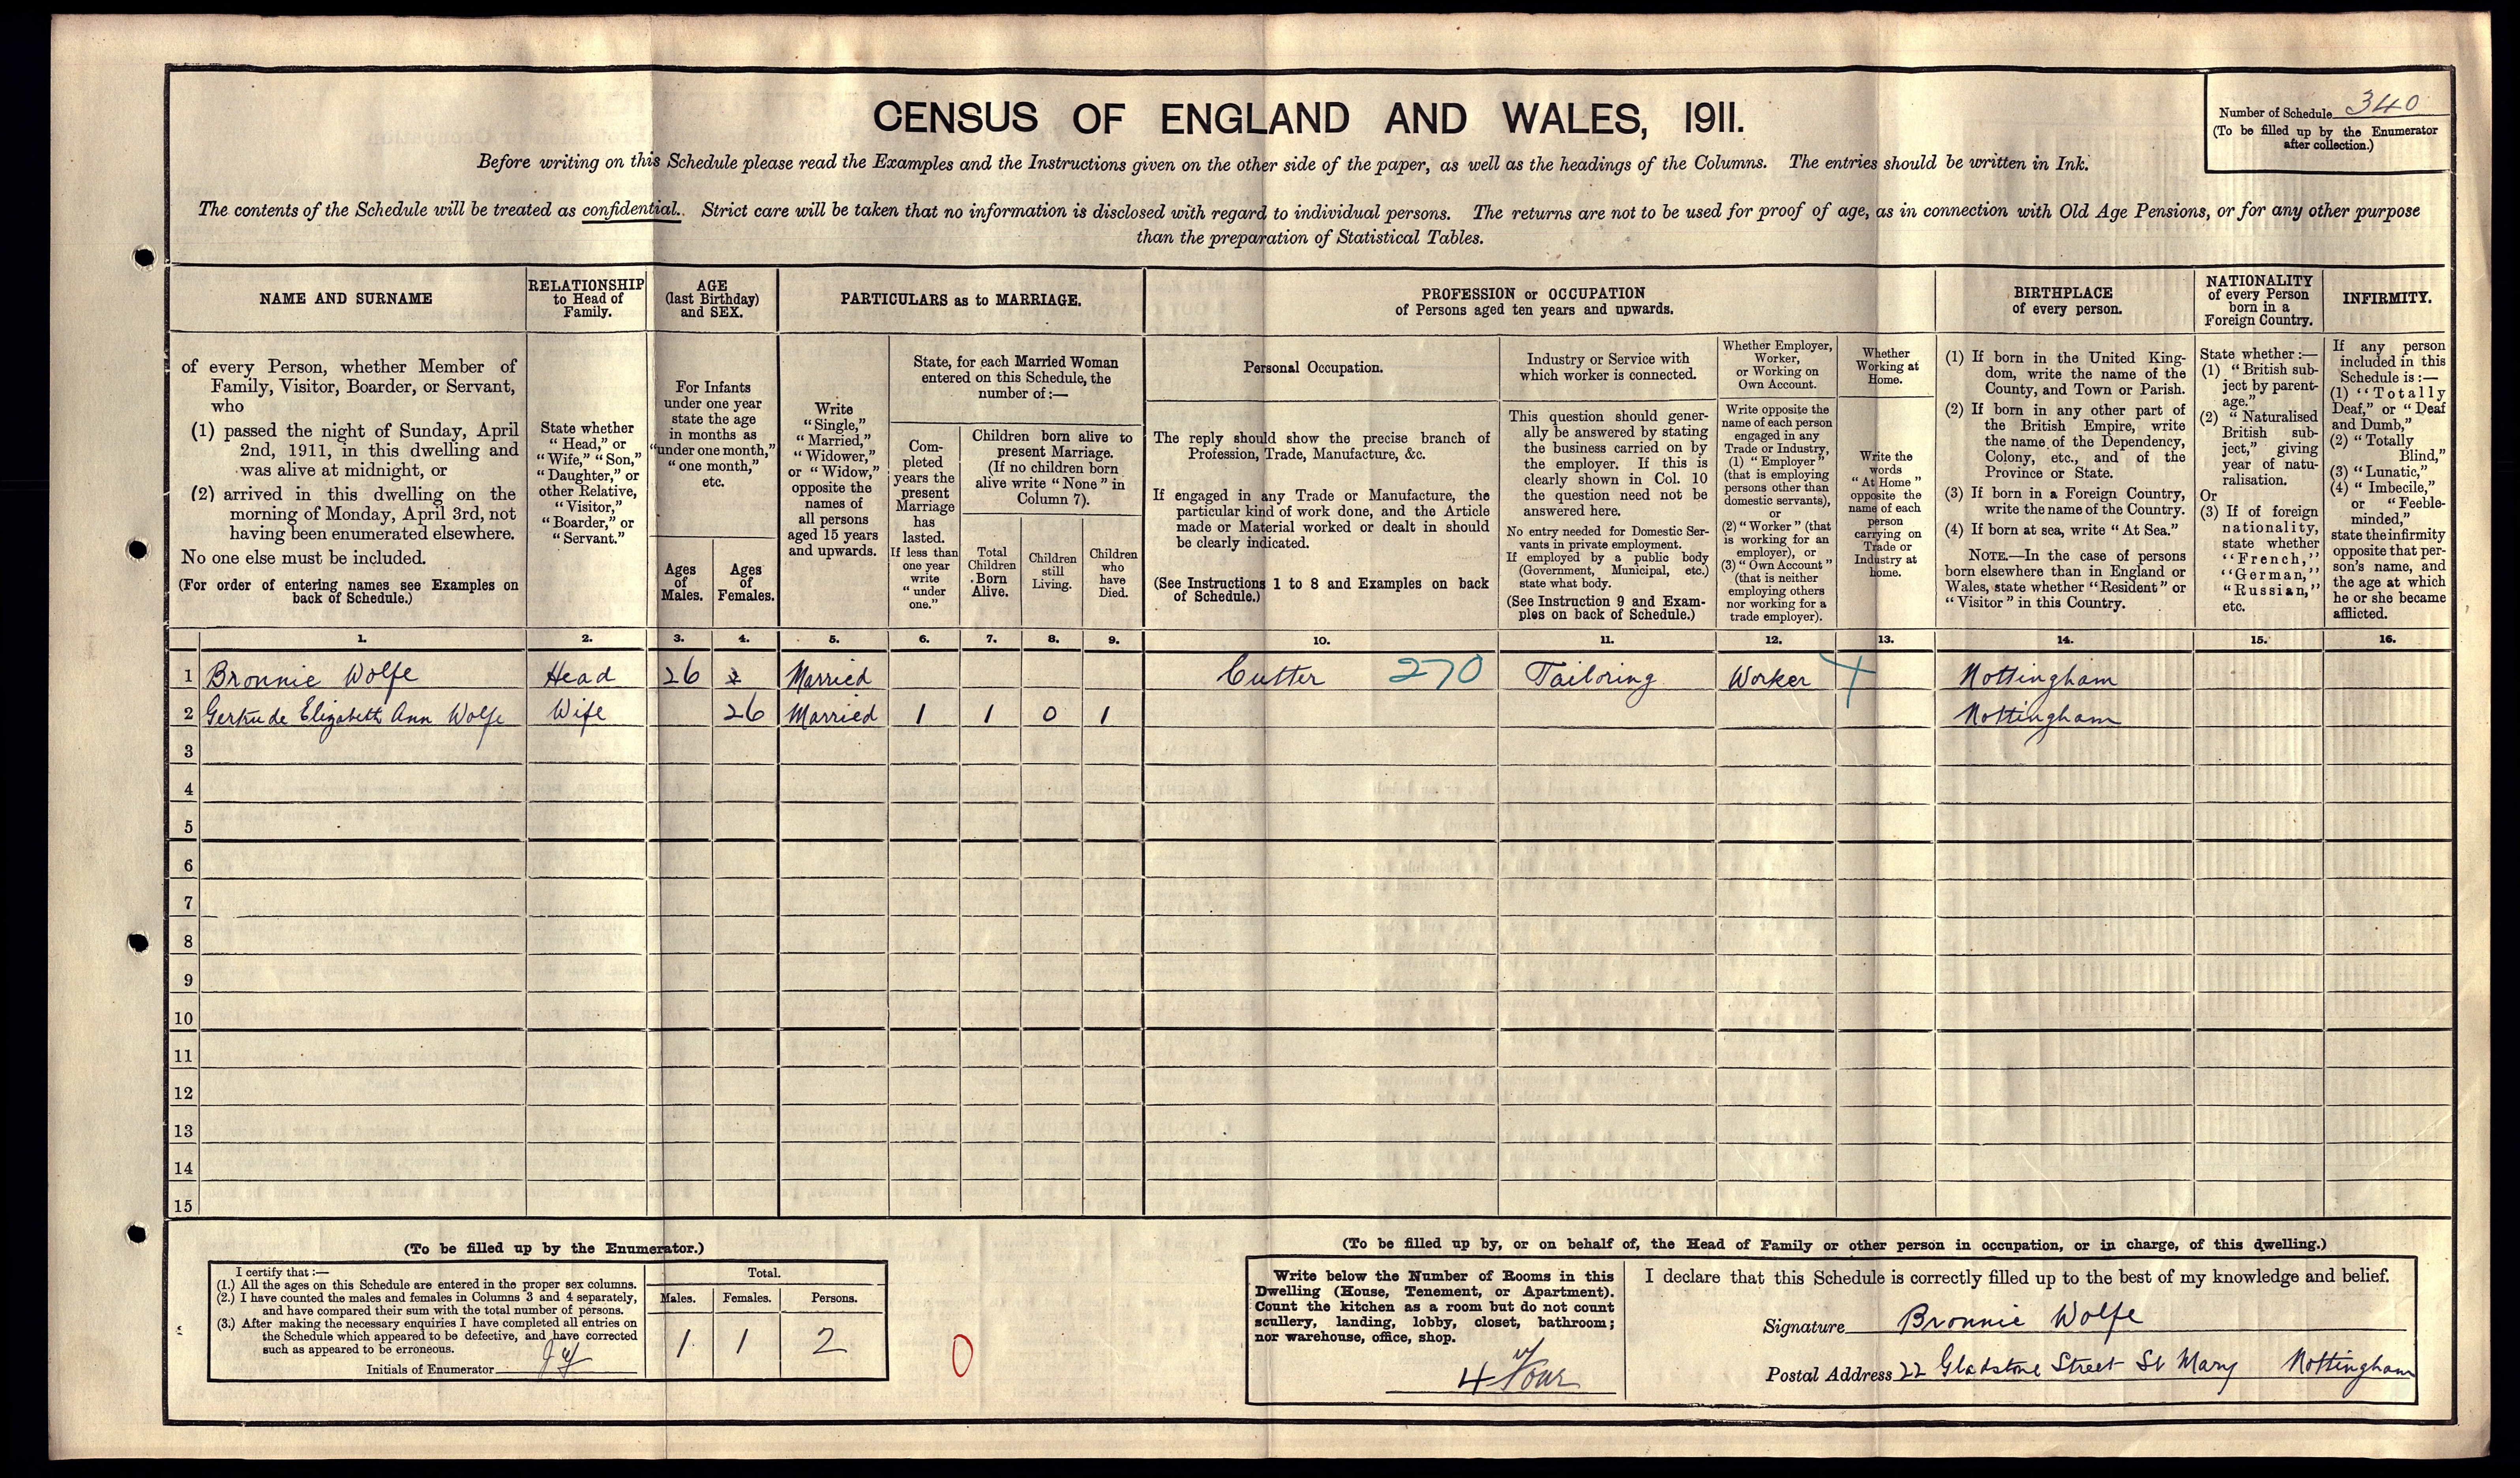 CENSUS OF ENGLAND AND WALES, 1911.
Number of Schedule 340
(To be filled up by the Enumerator
after collection.)
Before writing on this Schedule please read the Examples and the Instructions given on the other side of the paper, as well as the headings of the Columns. The entries should be written in Ink.
The contents of the Schedule will be treated as confidential. Strict care will be taken that no information is disclosed with regard to individual persons. The returns are not to be used for proof of age, as in connection with Old Age Pensions, or for any other purpose
than the preparation of Statistical Tables.
NAME AND SURNAME
of every Person, whether Member of
Family, Visitor, Boarder, or Servant,
who
(1) passed the night of Sunday, April
2nd, 1911, in this dwelling and
was alive at midnight, or
(2) arrived in this dwelling on the
morning of Monday, April 3rd, not
having been enumerated elsewhere.
No one else must be included.
(For order of entering names see Examples on
back of Schedule.)
RELATIONSHIP
to Head of
Family.
State whether
"Head," or
"Wife," "Son,"
"Daughter," or
other Relative,
"Visitor,"
"Boarder," or
"Servant."
AGE
(last Birthday)
and SEX.
For Infants
under one year
state the age
in months as
"under one month,"
"one month,"
etc.
Ages
of
Males.
Ages
of
Females.
PARTICULARS as to MARRIAGE.
Write
"Single,"
"Married,"
"Widower,"
or "Widow,"
opposite the
names of
all persons
aged 15 years
and upwards.
State, for each Married Woman
entered on this Schedule, the
number of:—
Com-
pleted
years the
present
Marriage
has
lasted.
If less than
one year
write
"under
one."
Children born alive to
present Marriage.
(If no children born
alive write "None" in
Column 7).
Total
Children
Born
Alive.
Children
still
Living.
Children
who
have
Died.
PROFESSION or OCCUPATION
of Persons aged ten years and upwards.
Personal Occupation.
The reply should show the precise branch of
Profession, Trade, Manufacture, &c.
If engaged in any Trade or Manufacture, the
particular kind of work done, and the Article
made or Material worked or dealt in should
be clearly indicated.
(See Instructions 1 to 8 and Examples on back
of Schedule.)
Industry or Service with
which worker is connected.
This question should gener-
ally be answered by stating
the business carried on by
the employer. If this is
clearly shown in Col. 10
the question need not be
answered here.
No entry needed for Domestic Ser-
vants in private employment.
If employed by a public body
(Government, Municipal, etc.)
state what body.
(See Instruction 9 and Exam-
ples on back of Schedule.)
Whether Employer,
Worker,
or Working on
Own Account.
Write opposite the
name of each person
engaged in any
Trade or Industry,
(1) "Employer"
(that is employing
persons other than
domestic servants),
or
(2) "Worker" (that
is working for an
employer), or
(3) "Own Account"
(that is neither
employing others
nor working for a
trade employer).
Whether
Working at
Home.
Write the
words
"At Home"
opposite the
name of each
person
carrying on
Trade or
Industry at
home.
BIRTHPLACE
of every person.
(1) If born in the United King-
dom, write the name of the
County, and Town or Parish.
(2) If born in any other part of
the British Empire, write
the name of the Dependency,
Colony, etc., and of the
Province or State.
(3) If born in a Foreign Country,
write the name of the Country.
(4) If born at sea, write "At Sea."
NOTE.—In the case of persons
born elsewhere than in England or
Wales, state whether "Resident" or
"Visitor" in this Country.
NATIONALITY
of every Person
born in a
Foreign Country.
State whether:—
(1) "British sub-
ject by parent-
age."
(2) "Naturalised
British sub-
ject," giving
year of natu-
ralisation.
Or
(3) If of foreign
nationality,
state whether
"French,"
"German,"
"Russian,"
etc.
INFIRMITY.
If any person
included in this
Schedule is:—
(1) "Totally
Deaf," or "Deaf
and Dumb,"
(2) "Totally
Blind,"
(3) "Lunatic,"
(4) "Imbecile,"
or "Feeble-
minded,"
state the infirmity
opposite that per-
son's name, and
the age at which
he or she became
afflicted.
1. 2. 3. 4. 5. 6. 7. 8. 9. 10. 11. 12. 13. 14. 15. 16.
1 Bronnie Wolfe Head 26 2 Married Cutter 270 Tailoring Worker Nottingham
2 Gertrude Elizabeth Ann Wolfe Wife 26 Married 1 1 0 1 Nottingham
3
4
5
6
7
8
9
10
11
12
13
14
15
(To be filled up by the Enumerator.)
I certify that:—
(1.) All the ages on this Schedule are entered in the proper sex columns.
(2.) I have counted the males and females in Columns 3 and 4 separately,
and have compared their sum with the total number of persons.
(3.) After making the necessary enquiries I have completed all entries on
the Schedule which appeared to be defective, and have corrected
such as appeared to be erroneous.
Initials of Enumerator
Total.
Males. Females. Persons.
1 1 2
0
(To be filled up by, or on behalf of, the Head of Family or other person in occupation, or in charge, of this dwelling.)
Write below the Number of Rooms in this
Dwelling (House, Tenement, or Apartment).
Count the kitchen as a room but do not count
scullery, landing, lobby, closet, bathroom;
nor warehouse, office, shop.
4 Four
I declare that this Schedule is correctly filled up to the best of my knowledge and belief.
Signature Bronnie Wolfe
Postal Address 22 Gladstone Street St Mary Nottingham